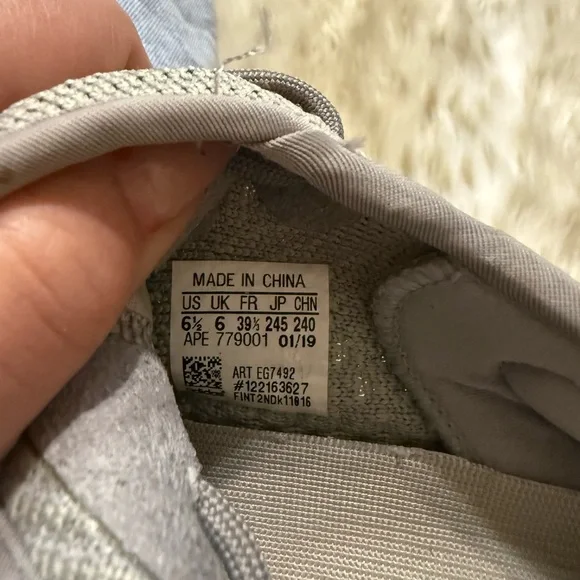 MADE IN CHINA
US UK FR JP CHN
6½ 6 39⅓ 245 240
APE 779001 01/19
ART EG7492
#122163627
FINT2NDk11016